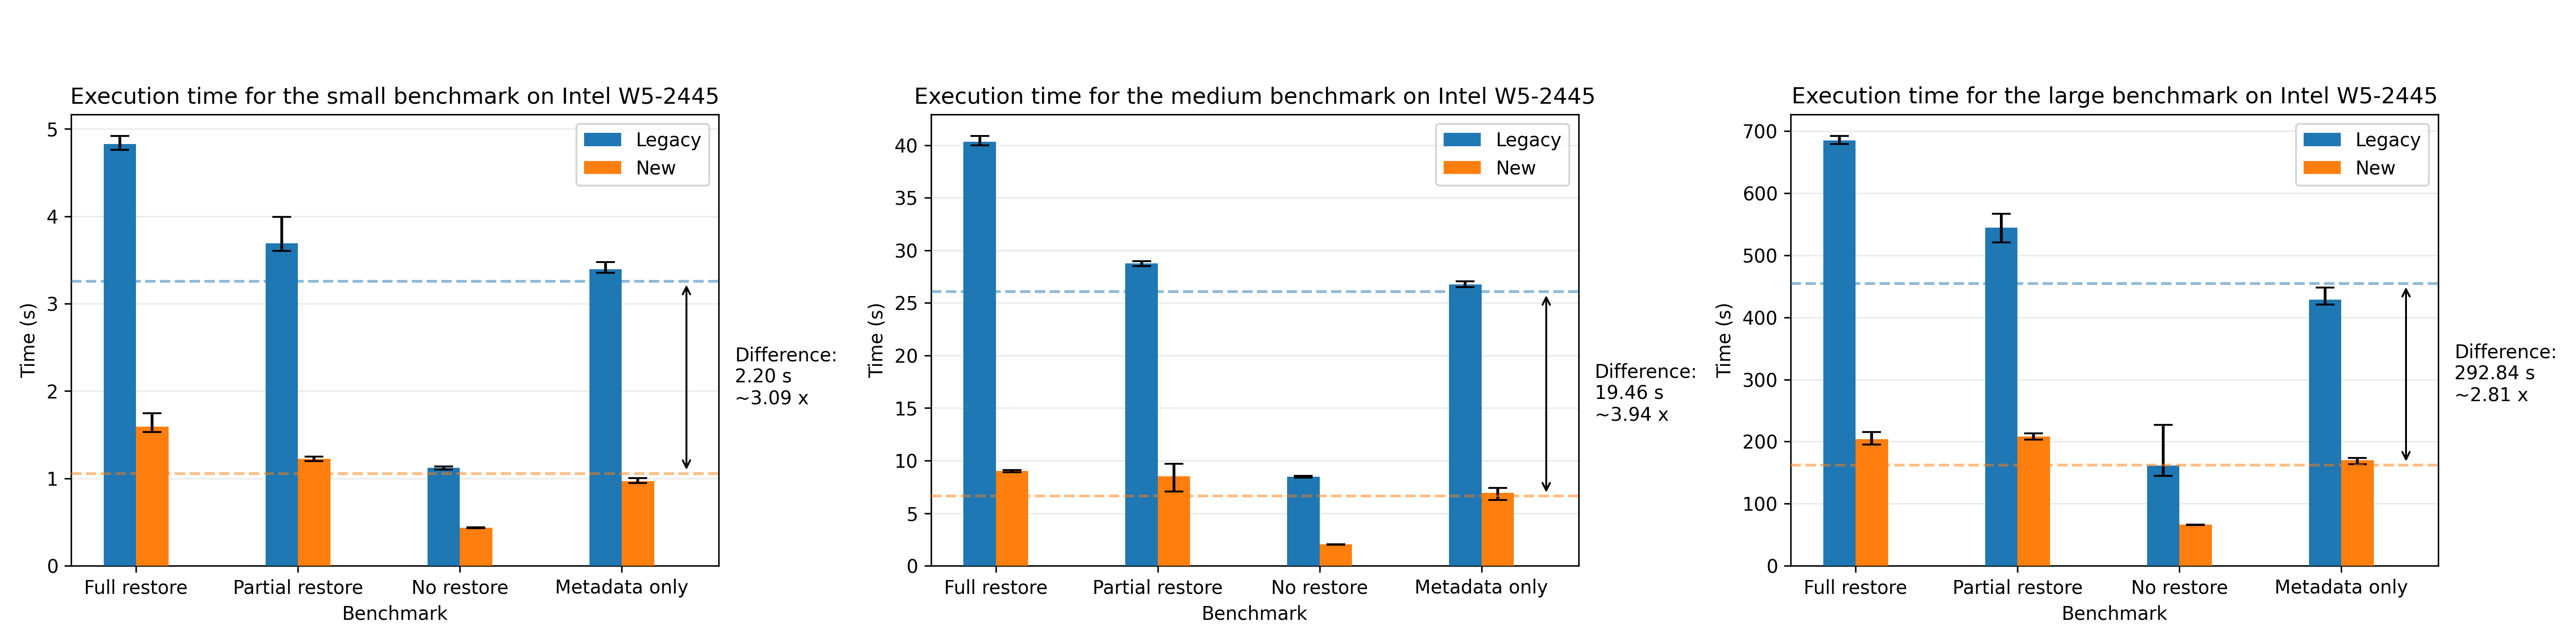 Execution time for the small benchmark on Intel W5-2445
Time (s)
5
4
3
2
1
0
Legacy
New
Difference:
2.20 s
~3.09 x
Full restore
Partial restore
No restore
Metadata only
Benchmark
Execution time for the medium benchmark on Intel W5-2445
Time (s)
40
35
30
25
20
15
10
5
0
Legacy
New
Difference:
19.46 s
~3.94 x
Full restore
Partial restore
No restore
Metadata only
Benchmark
Execution time for the large benchmark on Intel W5-2445
Time (s)
700
600
500
400
300
200
100
0
Legacy
New
Difference:
292.84 s
~2.81 x
Full restore
Partial restore
No restore
Metadata only
Benchmark